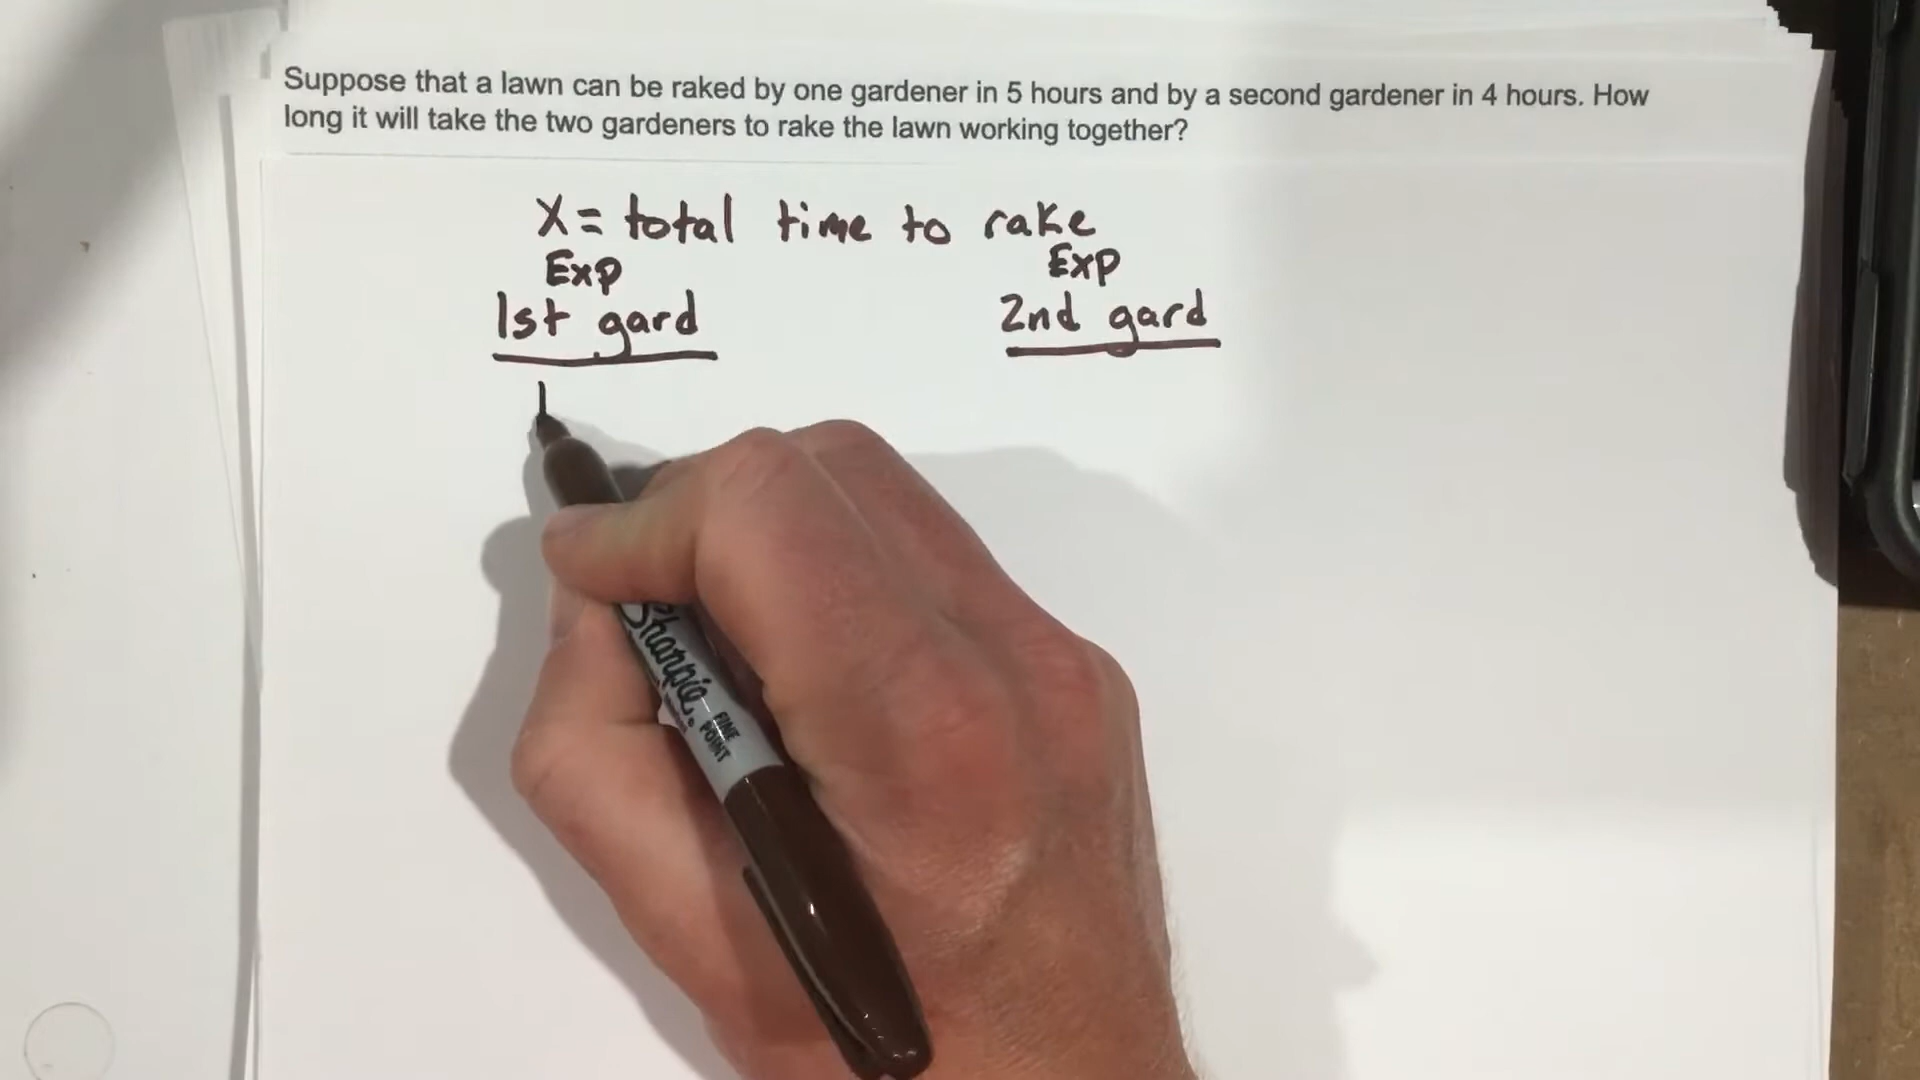 Suppose that a lawn can be raked by one gardener in 5 hours and by a second gardener in 4 hours. How
long it will take the two gardeners to rake the lawn working together?
X = total time to rake
Exp Exp
1st gard 2nd gard
1
Sharpie.
FINE
POINT